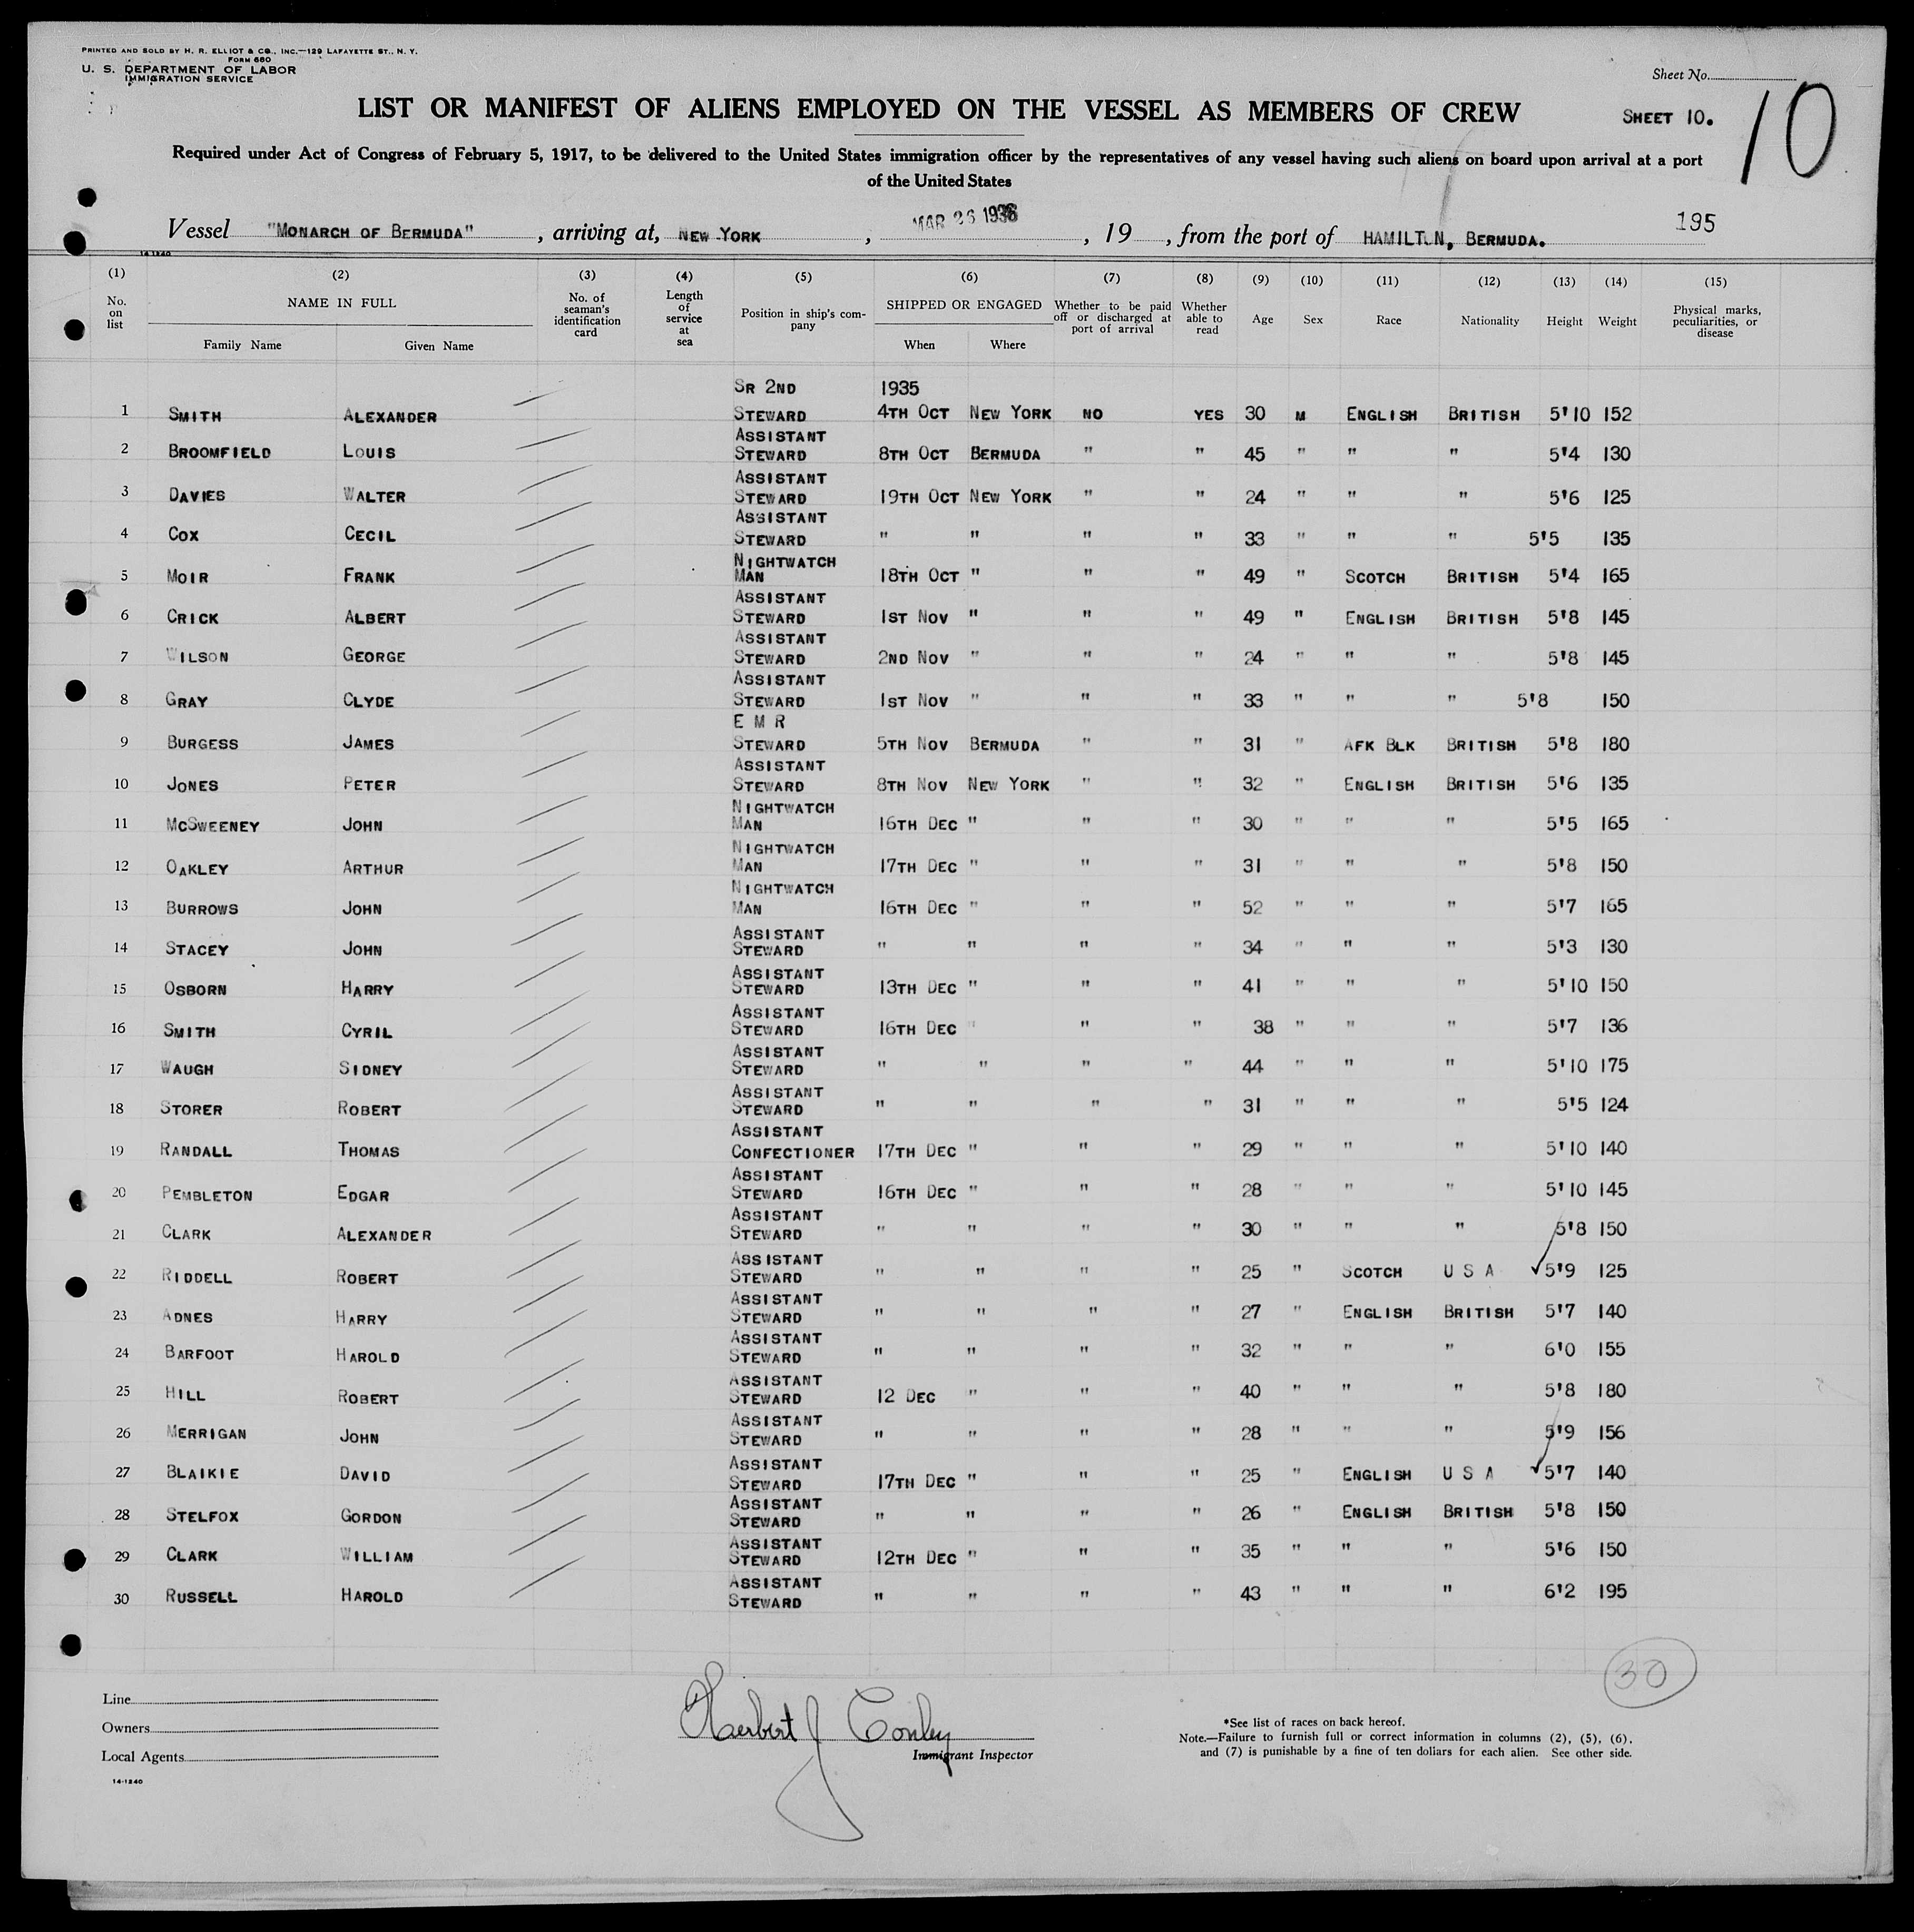 PRINTED AND SOLD BY H. R. ELLIOT & CO., INC.—129 LAFAYETTE ST., N. Y.
FORM 680
U. S. DEPARTMENT OF LABOR
IMMIGRATION SERVICE
Sheet No.
LIST OR MANIFEST OF ALIENS EMPLOYED ON THE VESSEL AS MEMBERS OF CREW
SHEET 10.
10
Required under Act of Congress of February 5, 1917, to be delivered to the United States immigration officer by the representatives of any vessel having such aliens on board upon arrival at a port
of the United States
195
Vessel "MONARCH OF BERMUDA", arriving at, NEW YORK, MAR 26 1936, 19 , from the port of HAMILTON, BERMUDA.
14-1240
(1) (2) (3) (4) (5) (6) (7) (8) (9) (10) (11) (12) (13) (14) (15)
No. on list NAME IN FULL No. of seaman's identification card Length of service at sea Position in ship's company SHIPPED OR ENGAGED Whether to be paid off or discharged at port of arrival Whether able to read Age Sex Race Nationality Height Weight Physical marks, peculiarities, or disease
Family Name Given Name When Where
SR 2ND 1935
1 SMITH ALEXANDER STEWARD 4TH OCT NEW YORK NO YES 30 M ENGLISH BRITISH 5'10 152
ASSISTANT
2 BROOMFIELD LOUIS STEWARD 8TH OCT BERMUDA " " 45 " " " 5'4 130
ASSISTANT
3 DAVIES WALTER STEWARD 19TH OCT NEW YORK " " 24 " " " 5'6 125
ASSISTANT
4 COX CECIL STEWARD " " " " 33 " " " 5'5 135
NIGHTWATCH
5 MOIR FRANK MAN 18TH OCT " " " 49 " SCOTCH BRITISH 5'4 165
ASSISTANT
6 CRICK ALBERT STEWARD 1ST NOV " " " 49 " ENGLISH BRITISH 5'8 145
ASSISTANT
7 WILSON GEORGE STEWARD 2ND NOV " " " 24 " " " 5'8 145
ASSISTANT
8 GRAY CLYDE STEWARD 1ST NOV " " " 33 " " " 5'8 150
E M R
9 BURGESS JAMES STEWARD 5TH NOV BERMUDA " " 31 " AFK BLK BRITISH 5'8 180
ASSISTANT
10 JONES PETER STEWARD 8TH NOV NEW YORK " " 32 " ENGLISH BRITISH 5'6 135
NIGHTWATCH
11 MCSWEENEY JOHN MAN 16TH DEC " " " 30 " " " 5'5 165
NIGHTWATCH
12 OAKLEY ARTHUR MAN 17TH DEC " " " 31 " " " 5'8 150
NIGHTWATCH
13 BURROWS JOHN MAN 16TH DEC " " " 52 " " " 5'7 165
ASSISTANT
14 STACEY JOHN STEWARD " " " " 34 " " " 5'3 130
ASSISTANT
15 OSBORN HARRY STEWARD 13TH DEC " " " 41 " " " 5'10 150
ASSISTANT
16 SMITH CYRIL STEWARD 16TH DEC " " " 38 " " " 5'7 136
ASSISTANT
17 WAUGH SIDNEY STEWARD " " " " 44 " " " 5'10 175
ASSISTANT
18 STORER ROBERT STEWARD " " " " 31 " " " 5'5 124
ASSISTANT
19 RANDALL THOMAS CONFECTIONER 17TH DEC " " " 29 " " " 5'10 140
ASSISTANT
20 PEMBLETON EDGAR STEWARD 16TH DEC " " " 28 " " " 5'10 145
ASSISTANT
21 CLARK ALEXANDER STEWARD " " " " 30 " " " 5'8 150
ASSISTANT
22 RIDDELL ROBERT STEWARD " " " " 25 " SCOTCH U S A ✓ 5'9 125
ASSISTANT
23 ADNES HARRY STEWARD " " " " 27 " ENGLISH BRITISH 5'7 140
ASSISTANT
24 BARFOOT HAROLD STEWARD " " " " 32 " " " 6'0 155
ASSISTANT
25 HILL ROBERT STEWARD 12 DEC " " " 40 " " " 5'8 180
ASSISTANT
26 MERRIGAN JOHN STEWARD " " " " 28 " " " 5'9 156
ASSISTANT
27 BLAIKIE DAVID STEWARD 17TH DEC " " " 25 " ENGLISH U S A ✓ 5'7 140
ASSISTANT
28 STELFOX GORDON STEWARD " " " " 26 " ENGLISH BRITISH 5'8 150
ASSISTANT
29 CLARK WILLIAM STEWARD 12TH DEC " " " 35 " " " 5'6 150
ASSISTANT
30 RUSSELL HAROLD STEWARD " " " " 43 " " " 6'2 195
30
Line
Owners
Local Agents
14-1240
Herbert J Conley
Immigrant Inspector
*See list of races on back hereof.
Note.—Failure to furnish full or correct information in columns (2), (5), (6),
and (7) is punishable by a fine of ten dollars for each alien. See other side.